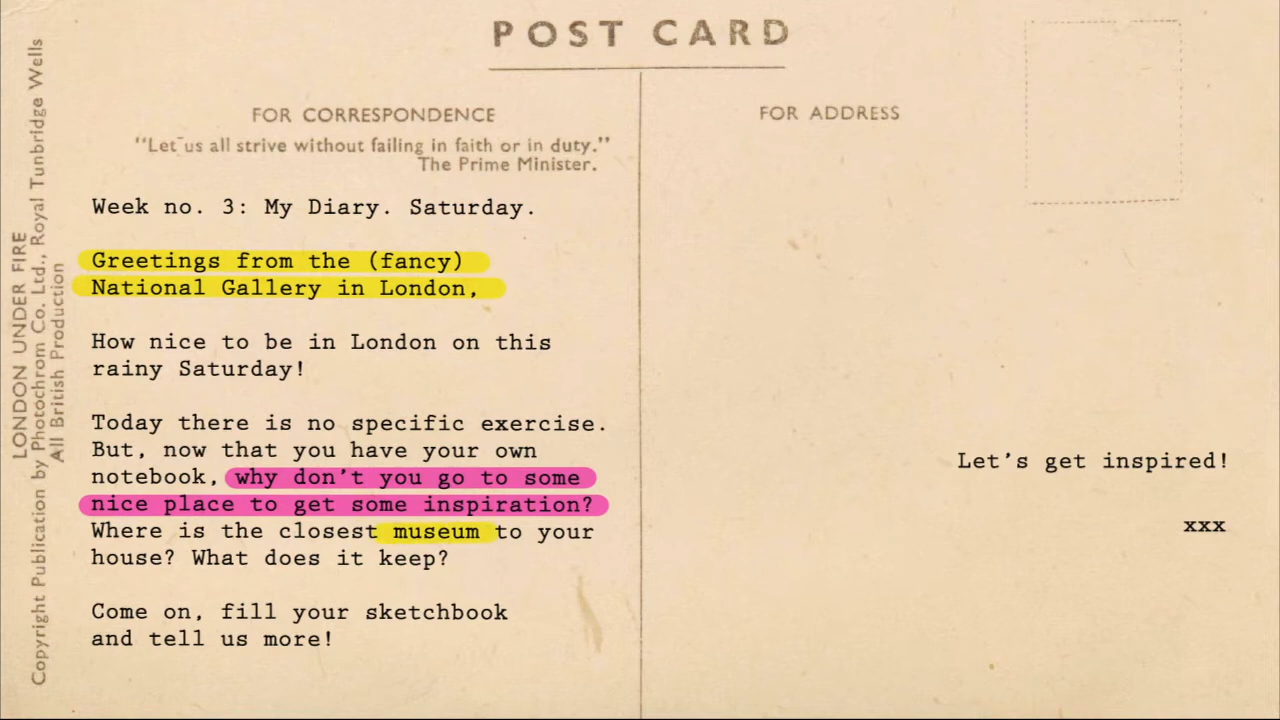 POST CARD
FOR CORRESPONDENCE
"Let us all strive without failing in faith or in duty."
The Prime Minister.
Week no. 3: My Diary. Saturday.
Greetings from the (fancy)
National Gallery in London,
How nice to be in London on this
rainy Saturday!
Today there is no specific exercise.
But, now that you have your own
notebook, why don't you go to some
nice place to get some inspiration?
Where is the closest museum to your
house? What does it keep?
Come on, fill your sketchbook
and tell us more!
FOR ADDRESS
Let's get inspired!
xxx
LONDON UNDER FIRE
Copyright Publication by Photochrom Co. Ltd., Royal Tunbridge Wells
All British Production